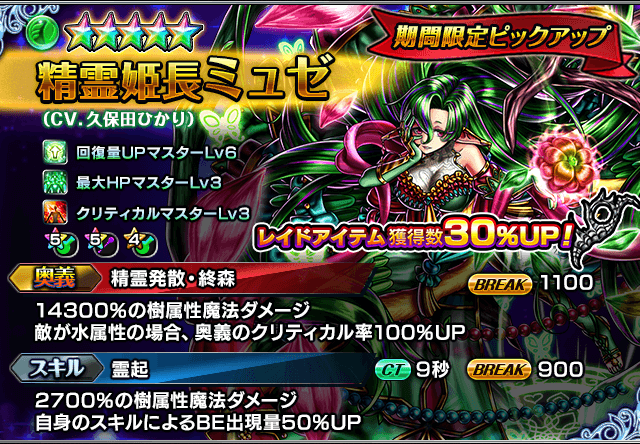 期間限定ピックアップ
精霊姫長ミュゼ
(CV.久保田ひかり)
回復量UPマスターLv6
最大HPマスターLv3
クリティカルマスターLv3
5 5 4
レイドアイテム獲得数30%UP!
奥義 精霊発散・終森 BREAK 1100
14300%の樹属性魔法ダメージ
敵が水属性の場合、奥義のクリティカル率100%UP
スキル 霊起 CT 9秒 BREAK 900
2700%の樹属性魔法ダメージ
自身のスキルによるBE出現量50%UP